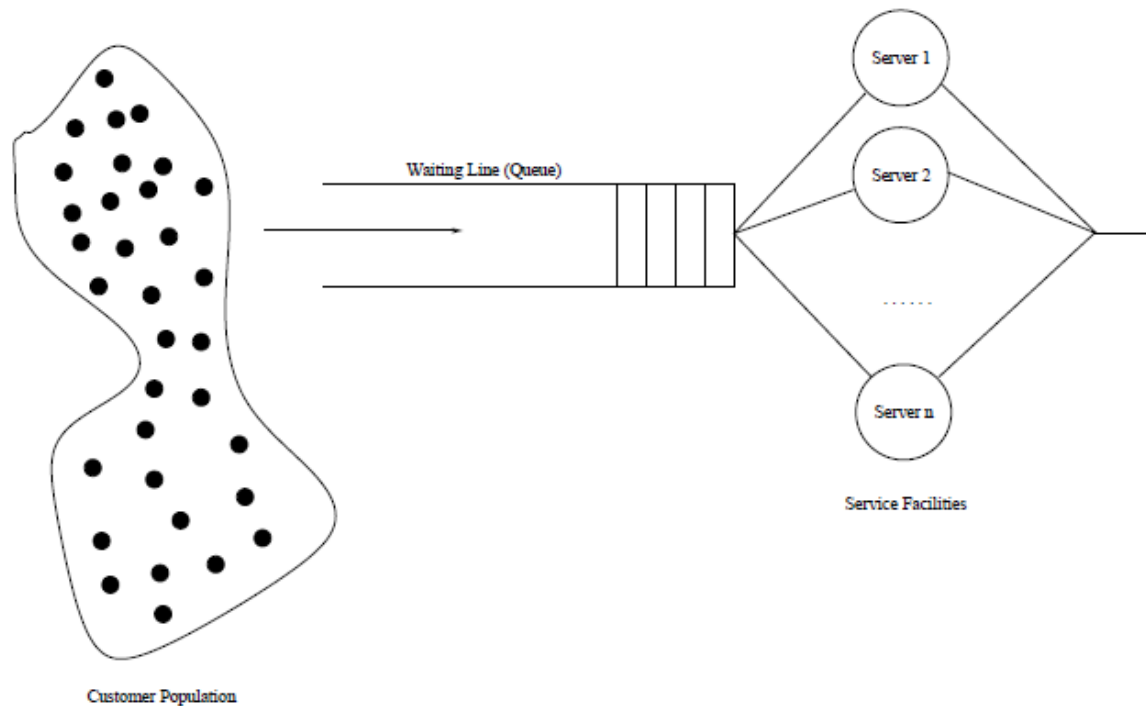 Server 1
Waiting Line (Queue)
Server 2
......
Server n
Service Facilities
Customer Population